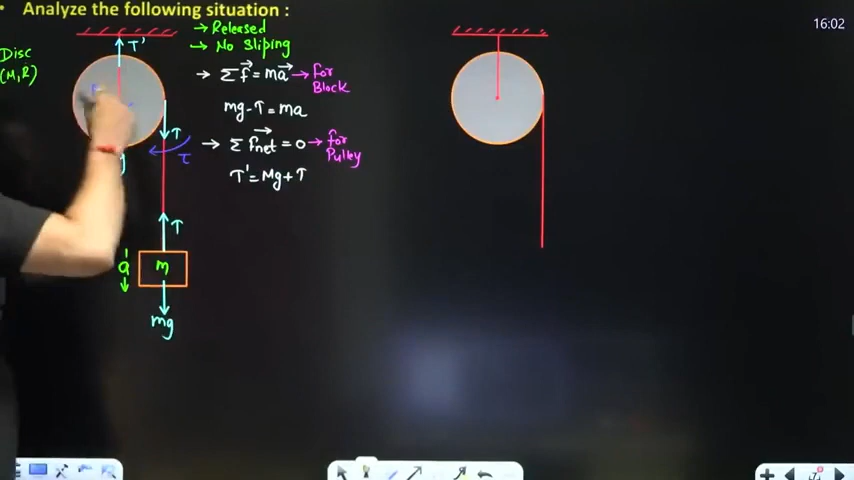 Analyze the following situation :
16:02
→ Released
→ No Sliping
Disc
(M,R)
T'
→ Σf = ma → for Block
mg-T = ma
T
τ
→ Σfnet = 0 → for Pulley
T' = Mg + T
T
a
m
mg